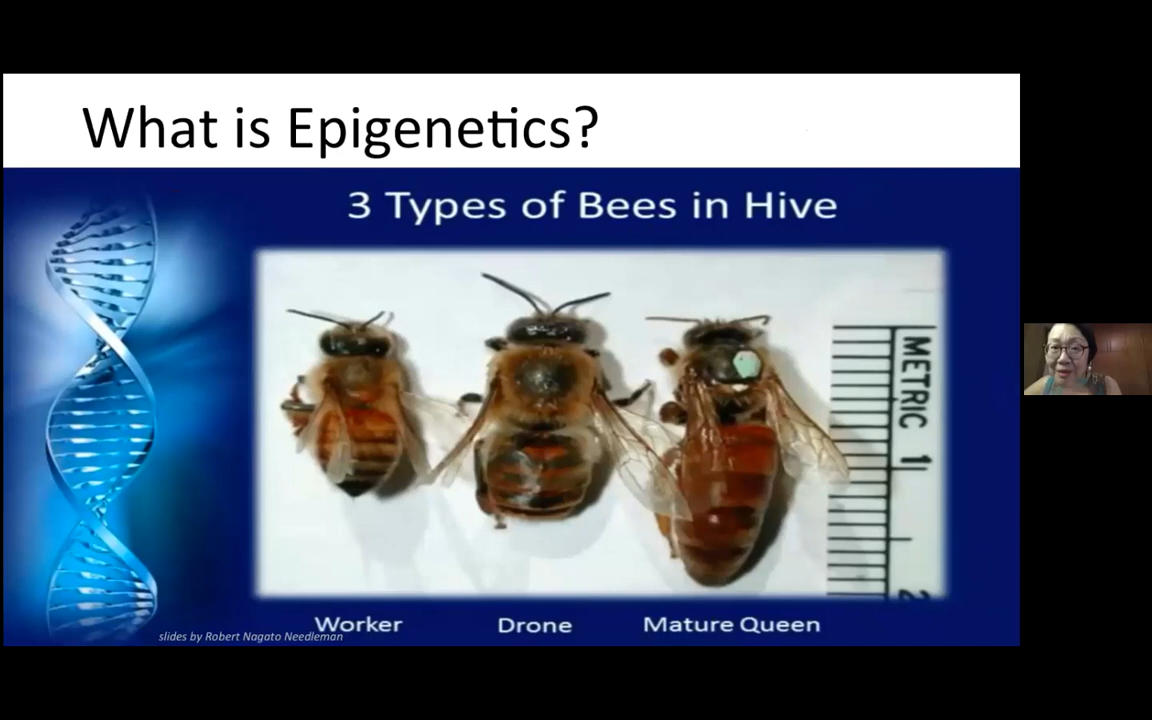 What is Epigenetics?
3 Types of Bees in Hive
METRIC 1
2
Worker Drone Mature Queen
slides by Robert Nagato Needleman